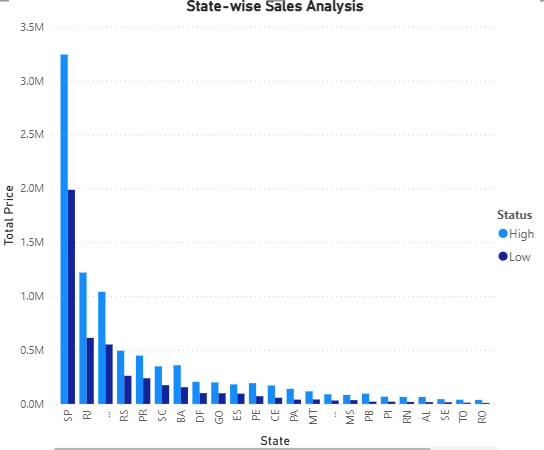 State-wise Sales Analysis
3.5M
3.0M
2.5M
2.0M
1.5M
1.0M
0.5M
0.0M
Total Price
SP RJ ... RS PR SC BA DF GO ES PE CE PA MT ... MS PB PI RN AL SE TO RO
State
Status
High
Low